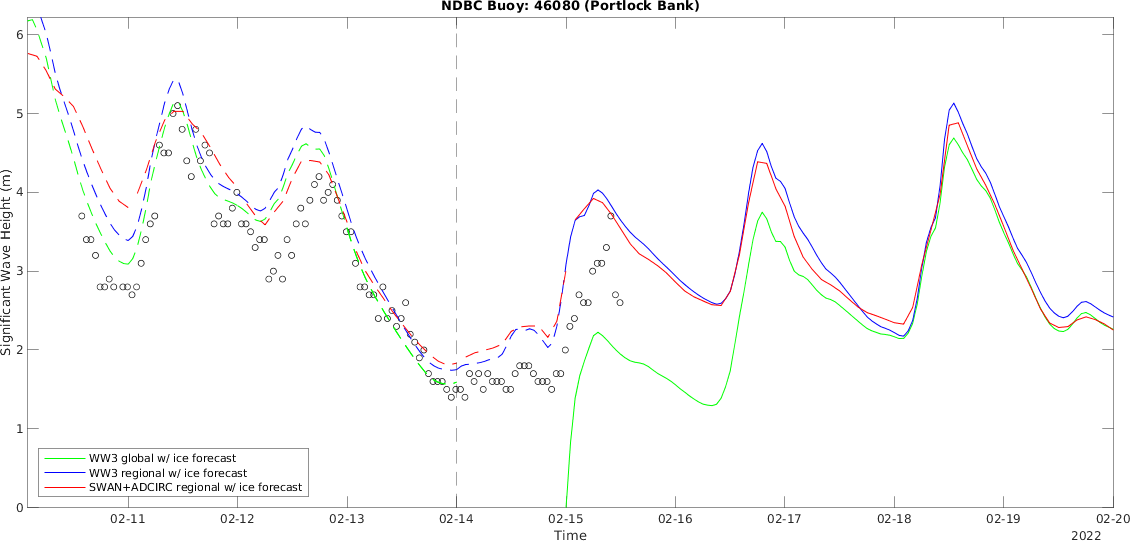 NDBC Buoy: 46080 (Portlock Bank)
Significant Wave Height (m)
6
5
4
3
2
1
0
WW3 global w/ ice forecast
WW3 regional w/ ice forecast
SWAN+ADCIRC regional w/ ice forecast
02-11 02-12 02-13 02-14 02-15 02-16 02-17 02-18 02-19 02-20
Time
2022